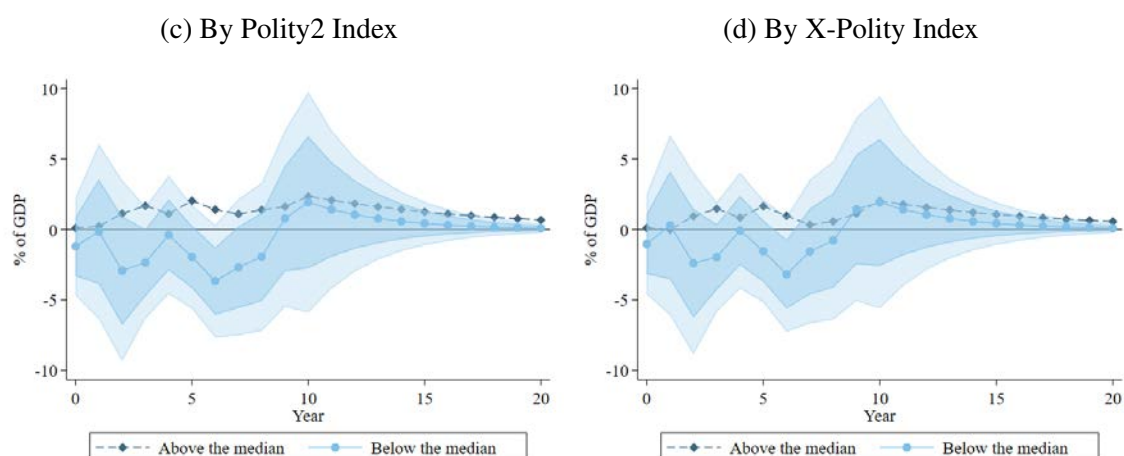 (c) By Polity2 Index
10
5
0
-5
-10
% of GDP
0 5 10 15 20
Year
Above the median Below the median
(d) By X-Polity Index
10
5
0
-5
-10
% of GDP
0 5 10 15 20
Year
Above the median Below the median